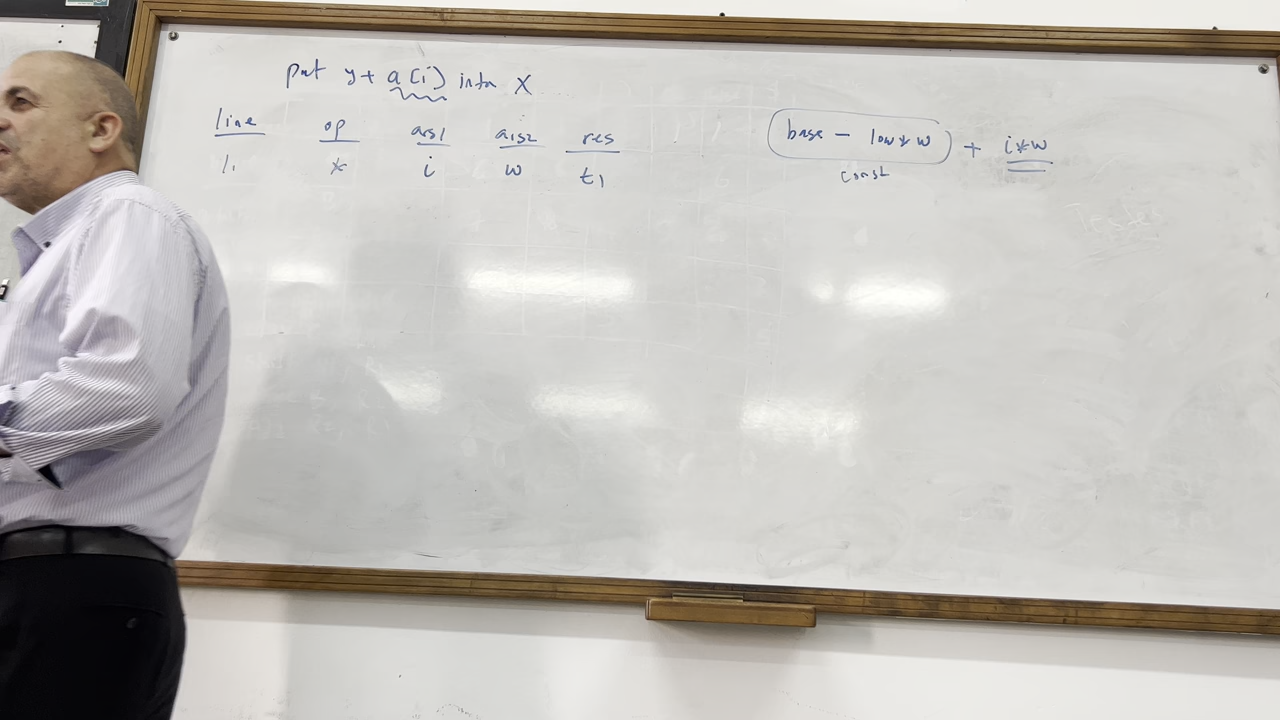 put y + a[i] into X
line op arg1 arg2 res
1. * i w t1
base - low*w + i*w
const